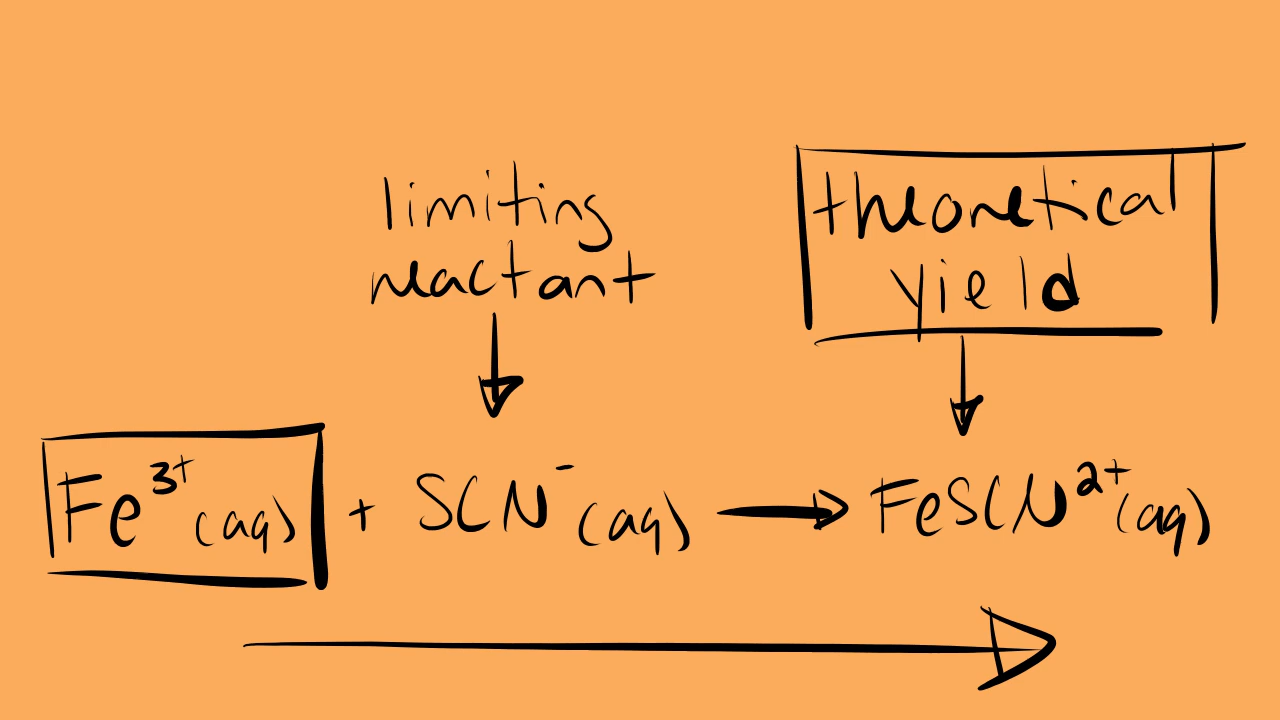 limiting
reactant
theoretical
yield
Fe³⁺(aq) + SCN⁻(aq) → FeSCN²⁺(aq)